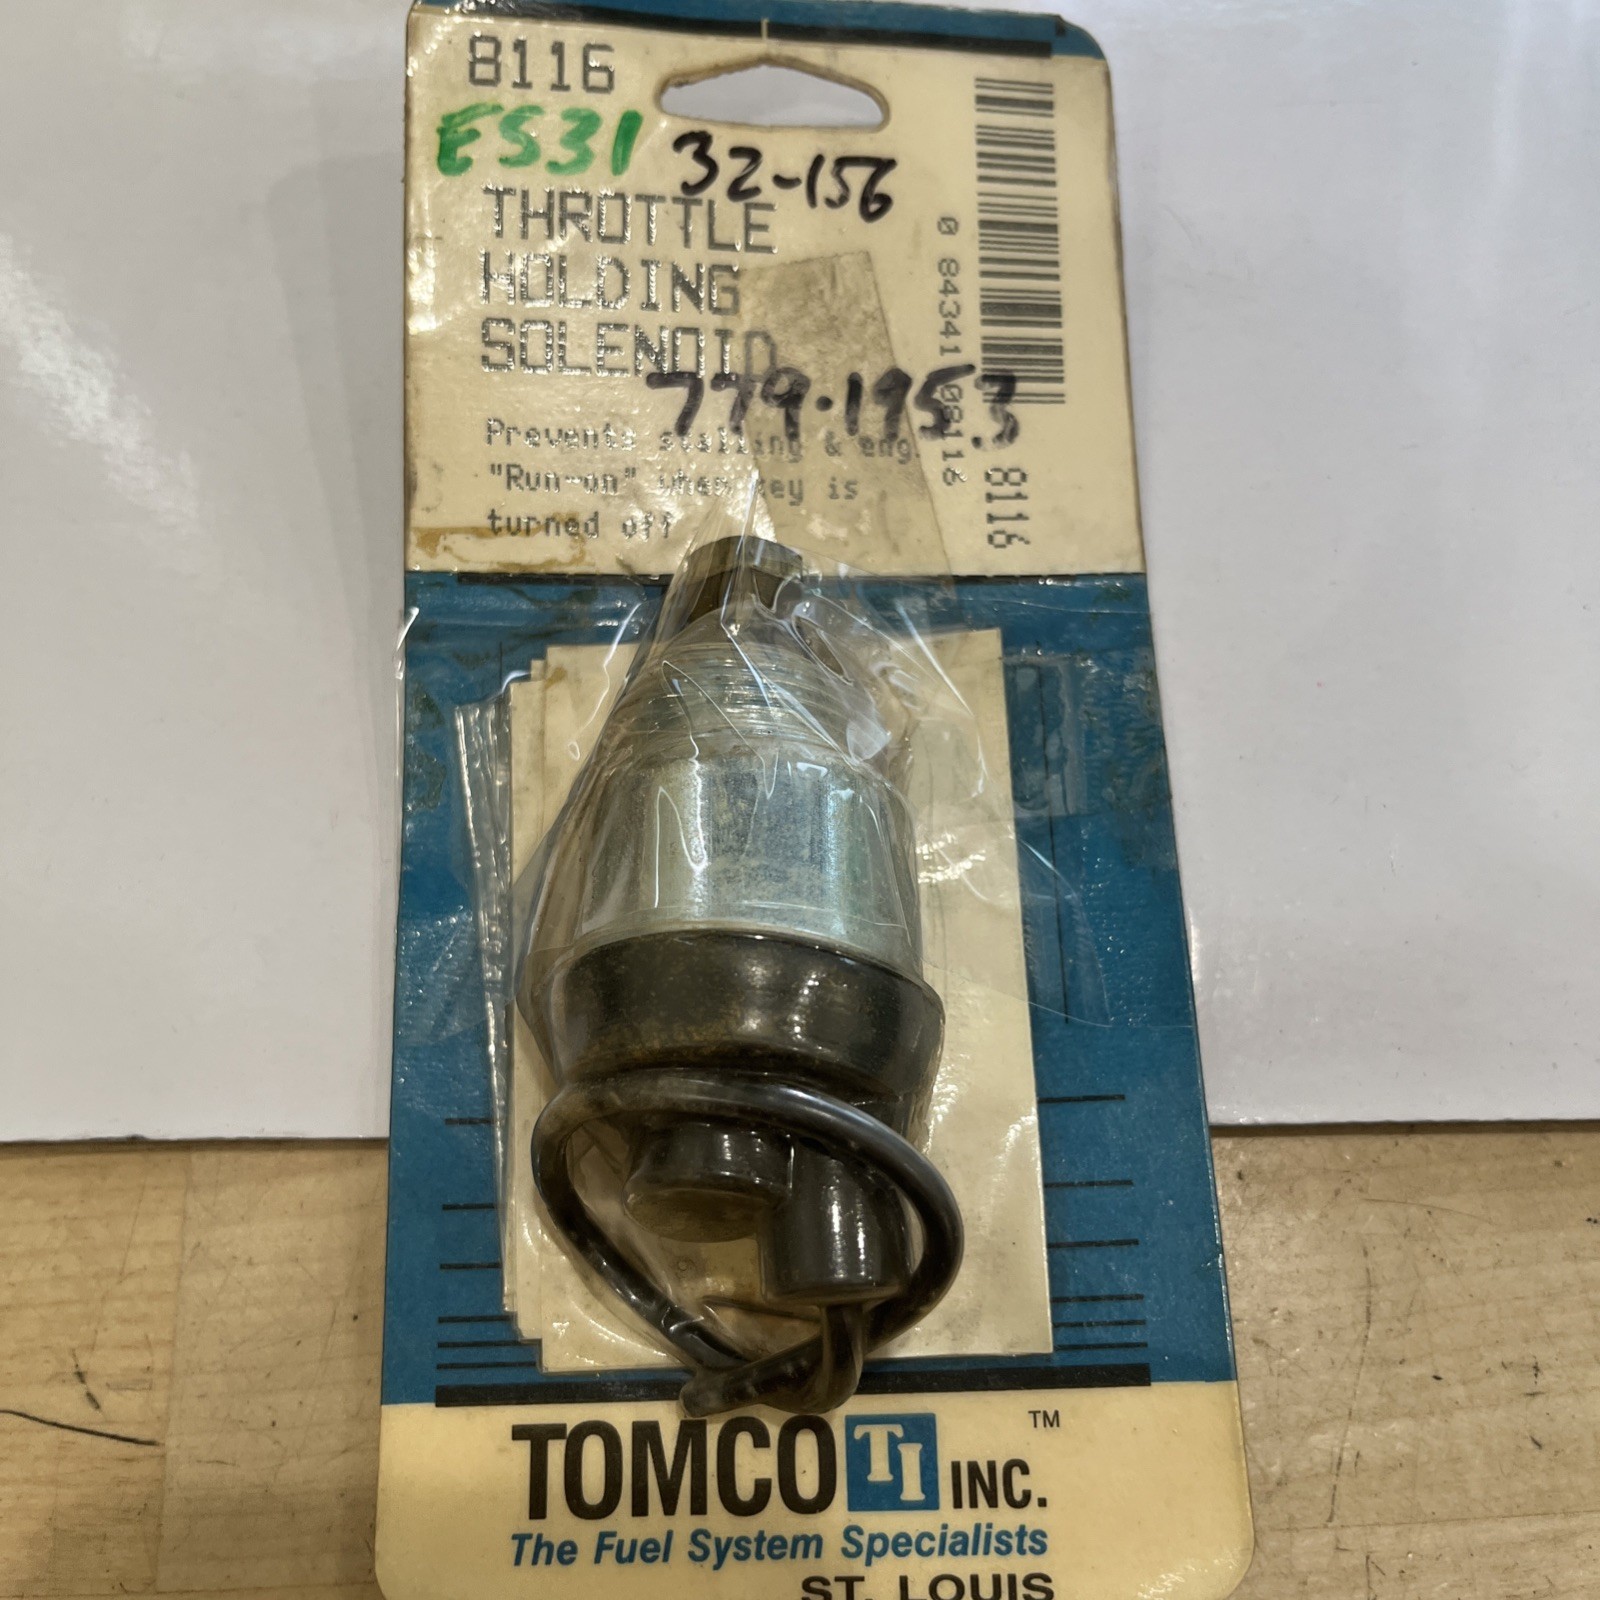 8116
ES31
32-156
THROTTLE
HOLDING
SOLENOID
779-1953
Prevents stalling & eng.
"Run-on" when key is
turned off
0 84341 08116
8116
TOMCO TI INC.™
The Fuel System Specialists
ST. LOUIS